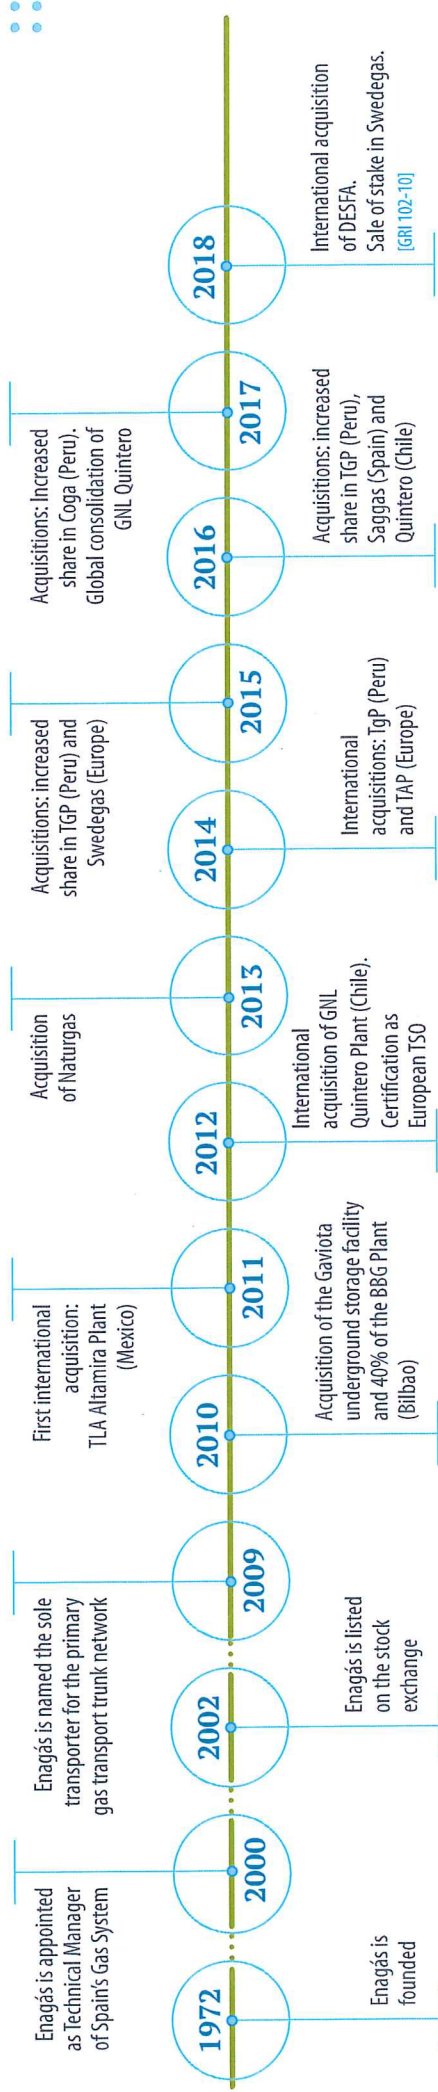 1972
Enagás is
founded
2000
Enagás is appointed
as Technical Manager
of Spain's Gas System
2002
Enagás is listed
on the stock
exchange
2009
Enagás is named the sole
transporter for the primary
gas transport trunk network
2010
Acquisition of the Gaviota
underground storage facility
and 40% of the BBG Plant
(Bilbao)
2011
First international
acquisition:
TLA Altamira Plant
(Mexico)
2012
International
acquisition of GNL
Quintero Plant (Chile).
Certification as
European TSO
2013
Acquisition
of Naturgas
2014
International
acquisitions: TgP (Peru)
and TAP (Europe)
2015
Acquisitions: increased
share in TGP (Peru) and
Swedegas (Europe)
2016
Acquisitions: increased
share in TGP (Peru),
Saggas (Spain) and
Quintero (Chile)
2017
Acquisitions: Increased
share in Coga (Peru).
Global consolidation of
GNL Quintero
2018
International acquisition
of DESFA.
Sale of stake in Swedegas.
[GRI 102-10]